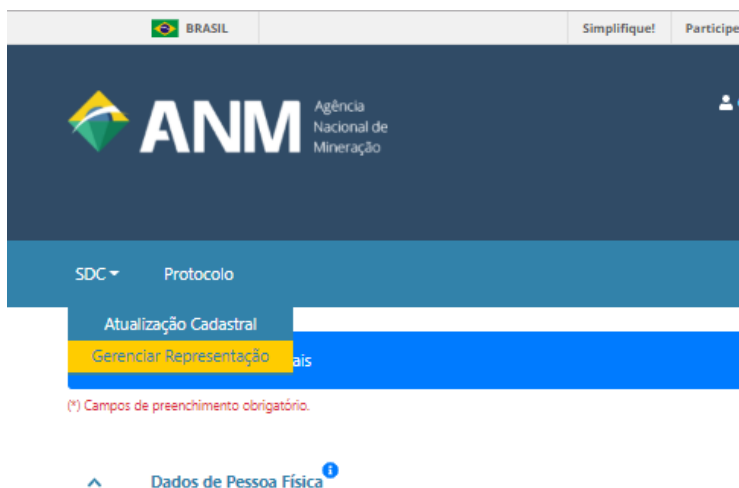 BRASIL Simplifique! Participe
ANM Agência
Nacional de
Mineração
SDC Protocolo
Atualização Cadastral
Gerenciar Representação ais
(*) Campos de preenchimento obrigatório.
Dados de Pessoa Física